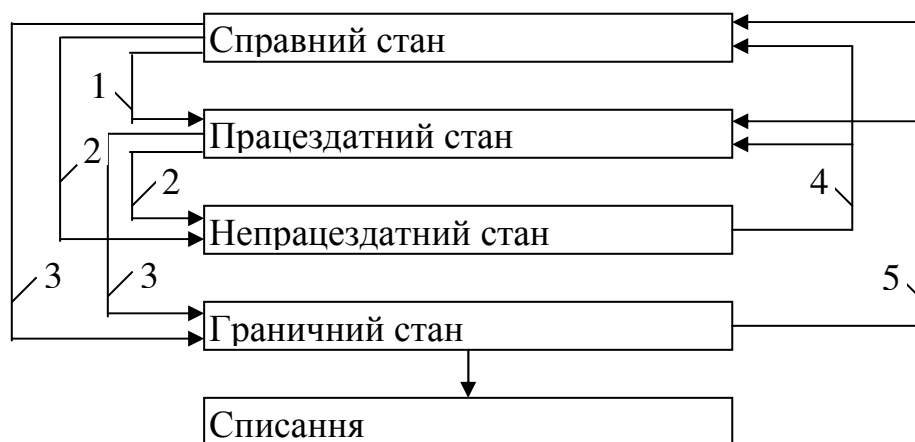 Справний стан
1
Працездатний стан
2
2
4
Непрацездатний стан
3
3
5
Граничний стан
Списання